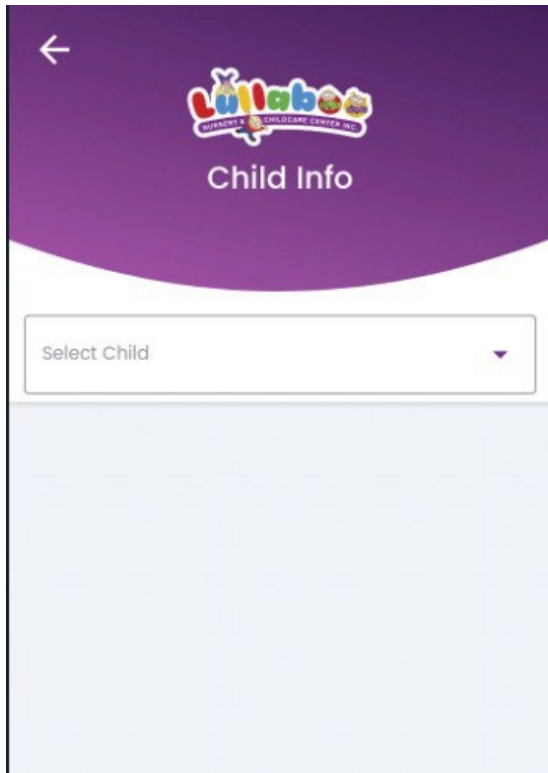 Lullaboo
NURSERY & CHILDCARE CENTER INC.
Child Info
Select Child